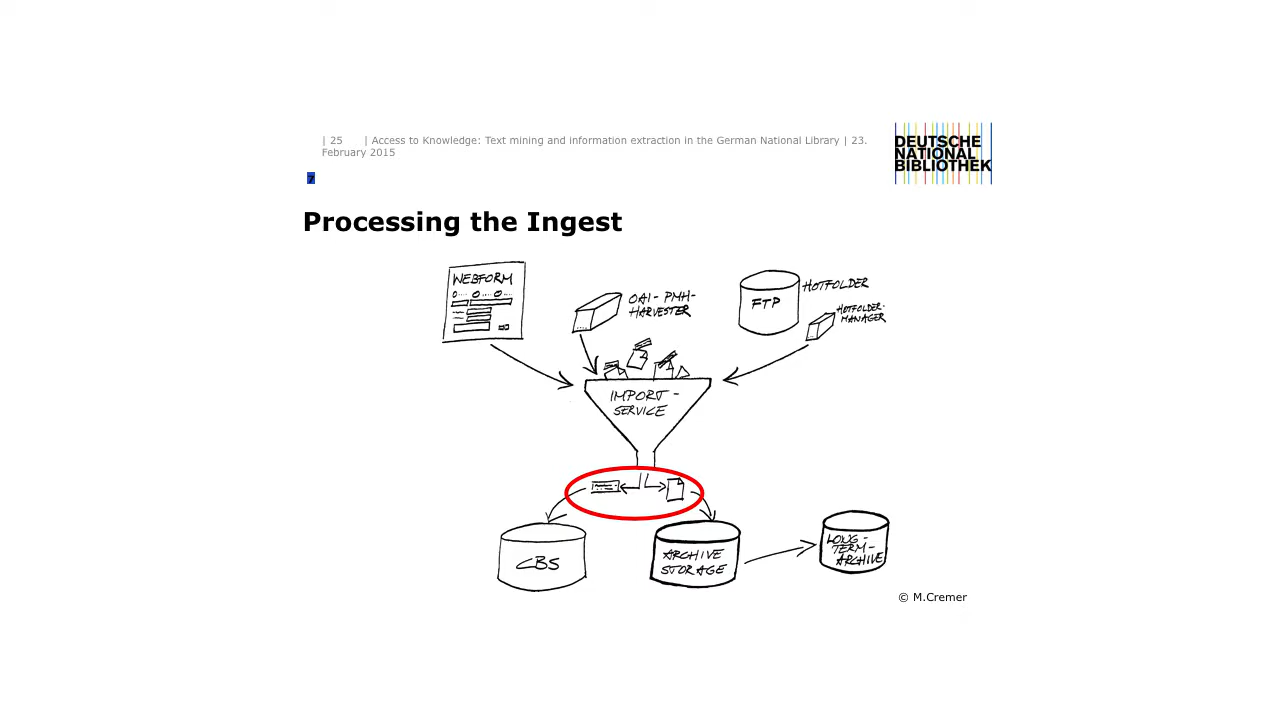 | 25 | Access to Knowledge: Text mining and information extraction in the German National Library | 23.
February 2015
DEUTSCHE
NATIONAL
BIBLIOTHEK
7
Processing the Ingest
WEBFORM
OAI-PMH-
HARVESTER
FTP
HOTFOLDER
HOTFOLDER-
MANAGER
IMPORT-
SERVICE
CBS
ARCHIVE
STORAGE
LONG-
TERM-
ARCHIVE
© M.Cremer